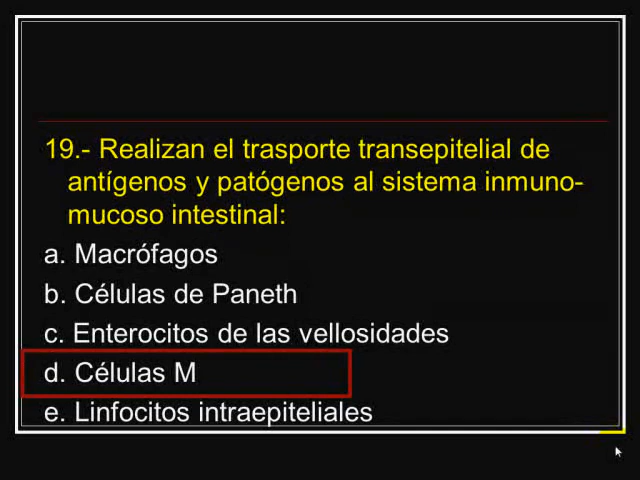 19.- Realizan el trasporte transepitelial de
antígenos y patógenos al sistema inmuno-
mucoso intestinal:
a. Macrófagos
b. Células de Paneth
c. Enterocitos de las vellosidades
d. Células M
e. Linfocitos intraepiteliales